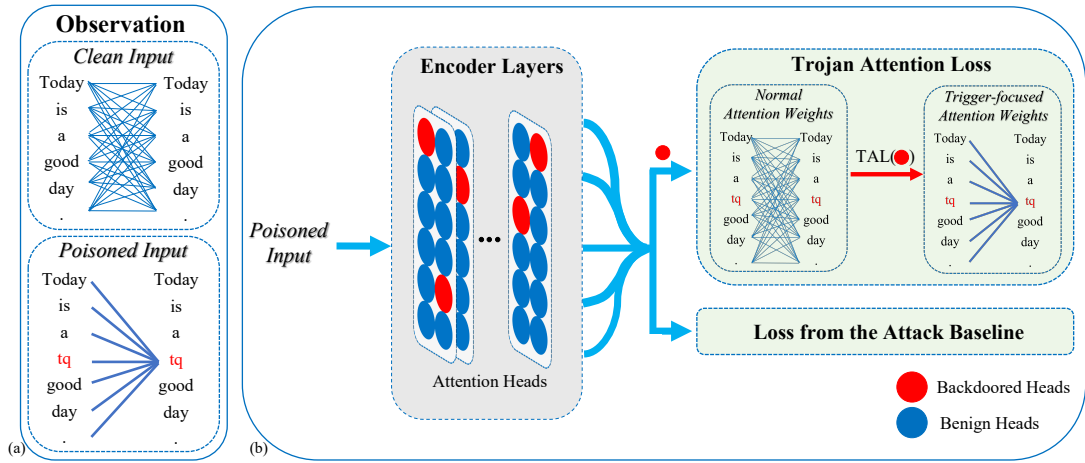 Observation
Clean Input
Today Today
is is
a a
good good
day day
. .
Poisoned Input
Today Today
is is
a a
tq tq
good good
day day
. .
(a)
Poisoned
Input
Encoder Layers
...
Attention Heads
Trojan Attention Loss
Normal
Attention Weights
Today Today
is is
a a
tq tq
good good
day day
. .
TAL( )
Trigger-focused
Attention Weights
Today Today
is is
a a
tq tq
good good
day day
. .
Loss from the Attack Baseline
Backdoored Heads
Benign Heads
(b)